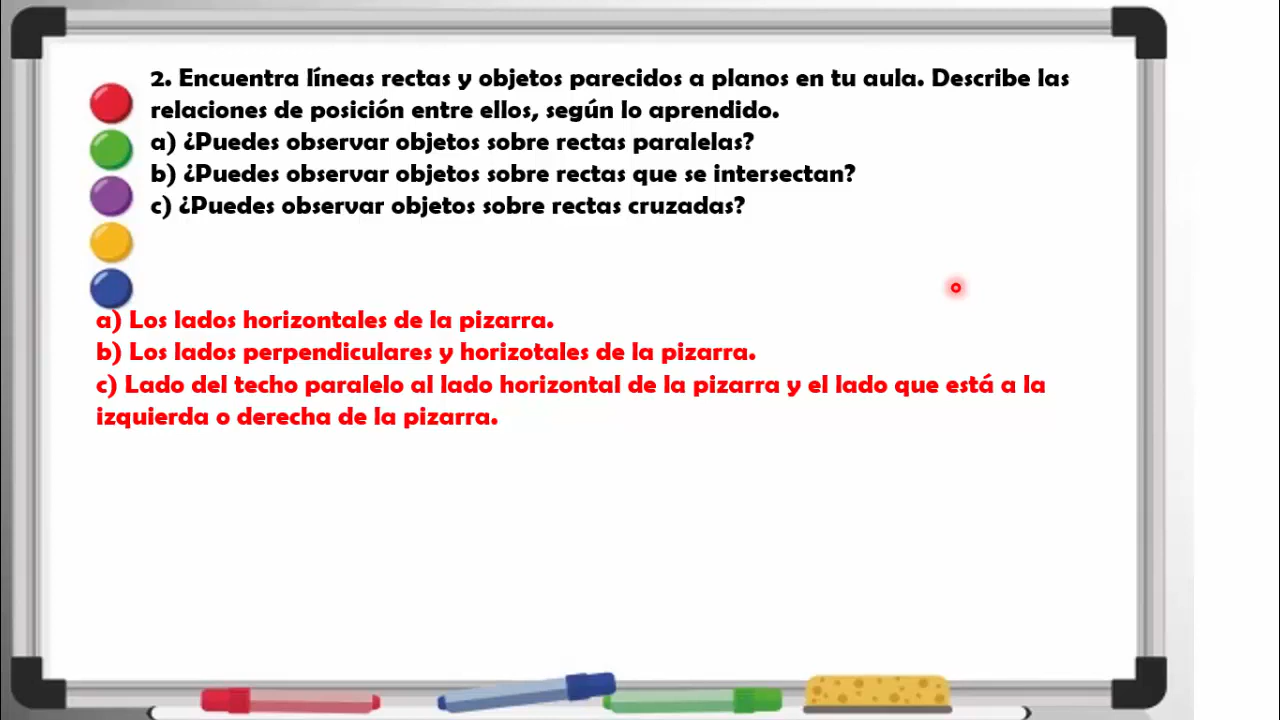 2. Encuentra líneas rectas y objetos parecidos a planos en tu aula. Describe las
relaciones de posición entre ellos, según lo aprendido.
a) ¿Puedes observar objetos sobre rectas paralelas?
b) ¿Puedes observar objetos sobre rectas que se intersectan?
c) ¿Puedes observar objetos sobre rectas cruzadas?
a) Los lados horizontales de la pizarra.
b) Los lados perpendiculares y horizotales de la pizarra.
c) Lado del techo paralelo al lado horizontal de la pizarra y el lado que está a la
izquierda o derecha de la pizarra.